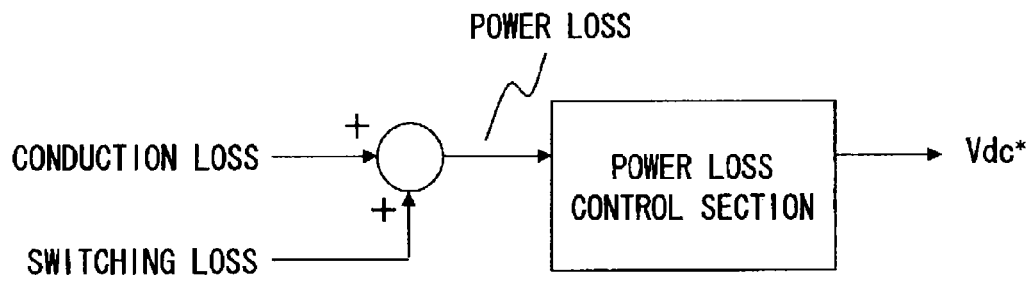 POWER LOSS
+
CONDUCTION LOSS
POWER LOSS
CONTROL SECTION
Vdc*
+
SWITCHING LOSS